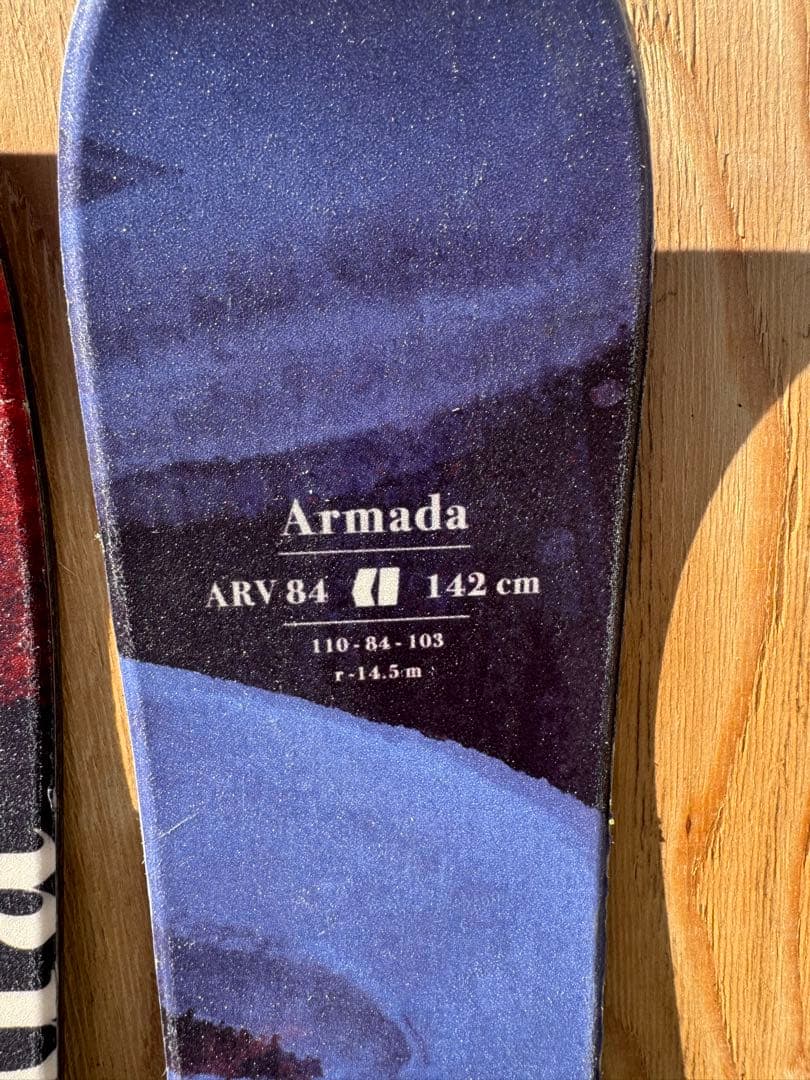 Armada
ARV 84 142 cm
110-84-103
r-14.5 m